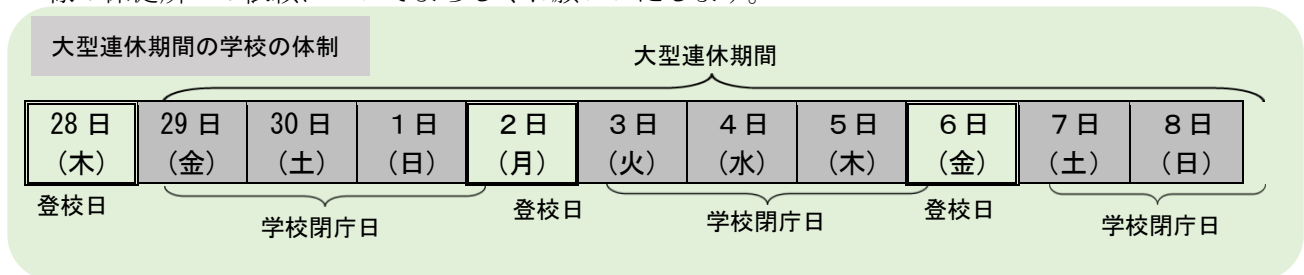 大型連休期間の学校の体制
大型連休期間
28日 29日 30日 1日 2日 3日 4日 5日 6日 7日 8日
(木) (金) (土) (日) (月) (火) (水) (木) (金) (土) (日)
登校日 学校閉庁日 登校日 学校閉庁日 登校日 学校閉庁日